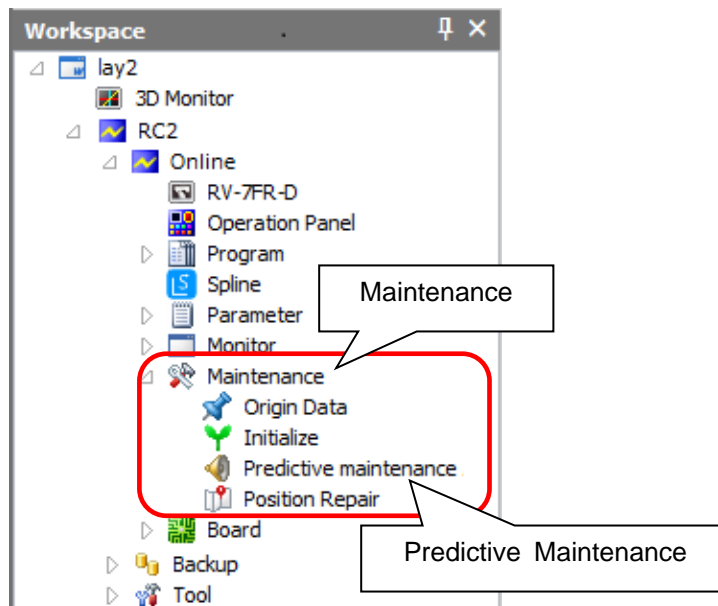 Workspace
lay2
3D Monitor
RC2
Online
RV-7FR-D
Operation Panel
Program
Spline
Maintenance
Parameter
Monitor
Maintenance
Origin Data
Initialize
Predictive maintenance
Position Repair
Board
Predictive Maintenance
Backup
Tool